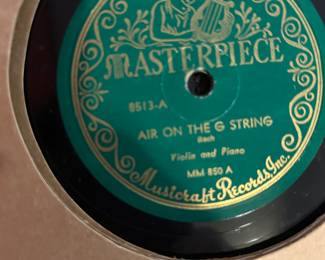 MASTERPIECE
8513-A
AIR ON THE G STRING
Bach
Violin and Piano
MM 850 A
Musicraft Records, Inc.